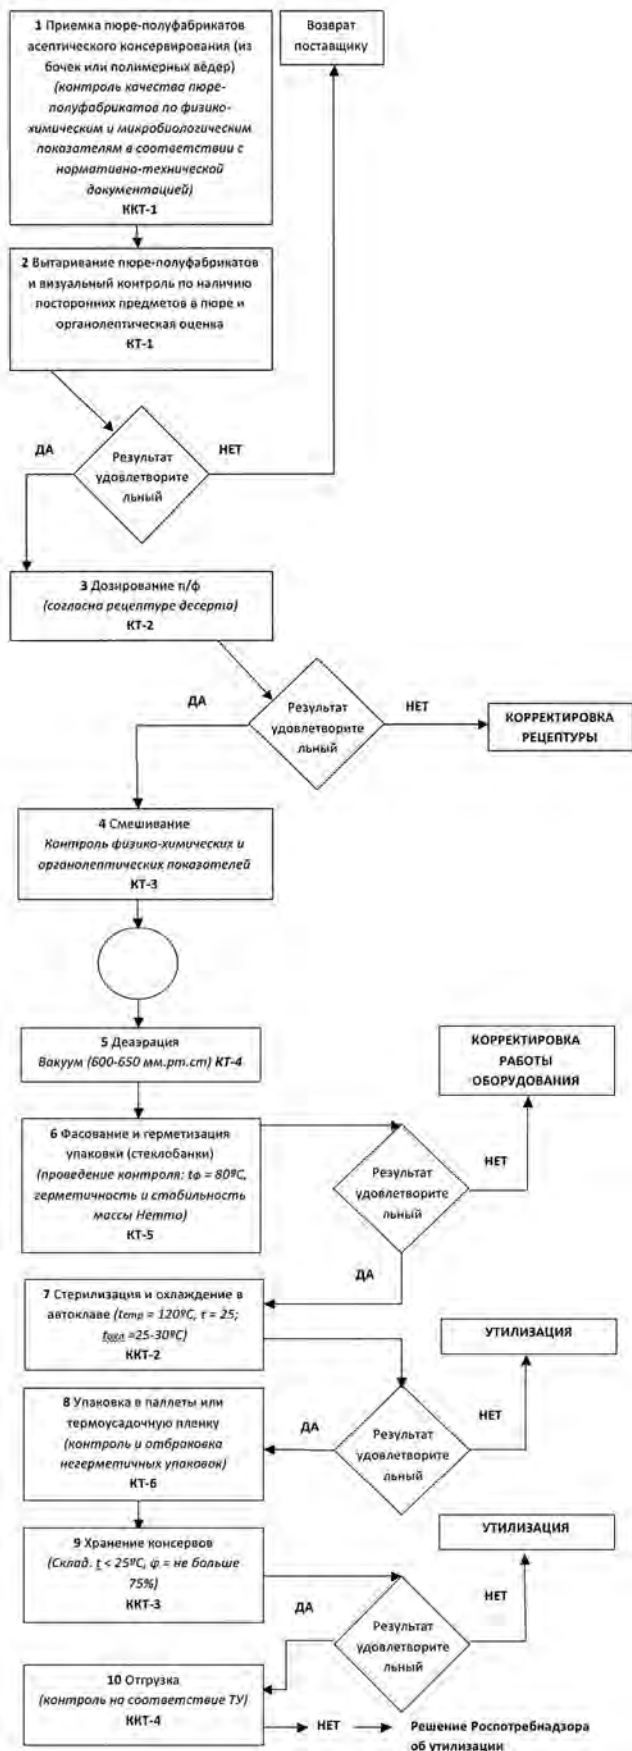 1 Приемка пюре-полуфабрикатов
асептического консервирования (из
бочек или полимерных вёдер)
(контроль качества пюре-
полуфабрикатов по физико-
химическим и микробиологическим
показателям в соответствии с
нормативно-технической
документацией)
ККТ-1
Возврат
поставщику
2 Вытаривание пюре-полуфабрикатов
и визуальный контроль по наличию
посторонних предметов в пюре и
органолептическая оценка
КТ-1
ДА
Результат
удовлетворите
льный
НЕТ
3 Дозирование п/ф
(согласно рецептуре десерта)
КТ-2
ДА
Результат
удовлетворите
льный
НЕТ
КОРРЕКТИРОВКА
РЕЦЕПТУРЫ
4 Смешивание
Контроль физико-химических и
органолептических показателей
КТ-3
5 Деаэрация
Вакуум (600-650 мм.рт.ст) КТ-4
КОРРЕКТИРОВКА
РАБОТЫ
ОБОРУДОВАНИЯ
6 Фасование и герметизация
упаковки (стеклобанки)
(проведение контроля: tф = 80ºС,
герметичность и стабильность
массы Нетто)
КТ-5
Результат
удовлетворите
льный
НЕТ
ДА
7 Стерилизация и охлаждение в
автоклаве (tстр = 120ºС, τ = 25;
tохл =25-30ºС)
ККТ-2
УТИЛИЗАЦИЯ
8 Упаковка в паллеты или
термоусадочную пленку
(контроль и отбраковка
негерметичных упаковок)
КТ-6
ДА
Результат
удовлетворите
льный
НЕТ
УТИЛИЗАЦИЯ
9 Хранение консервов
(Склад. t < 25ºС, φ = не больше
75%)
ККТ-3
ДА
Результат
удовлетворите
льный
НЕТ
10 Отгрузка
(контроль на соответствие ТУ)
ККТ-4
НЕТ
Решение Роспотребнадзора
об утилизации